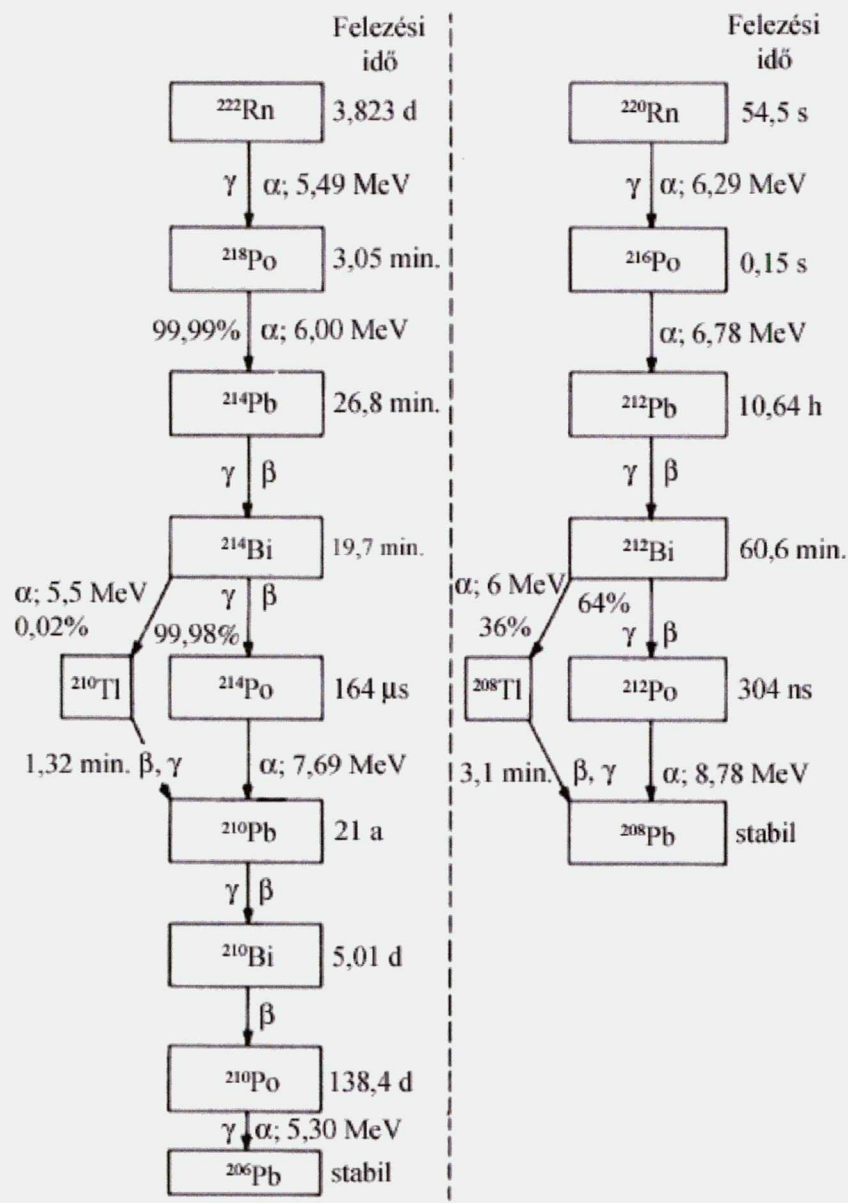 Felezési
idő
²²²Rn 3,823 d
γ α; 5,49 MeV
²¹⁸Po 3,05 min.
99,99% α; 6,00 MeV
²¹⁴Pb 26,8 min.
γ β
²¹⁴Bi 19,7 min.
α; 5,5 MeV γ β
0,02% 99,98%
²¹⁰Tl ²¹⁴Po 164 μs
1,32 min. β, γ α; 7,69 MeV
²¹⁰Pb 21 a
γ β
²¹⁰Bi 5,01 d
β
²¹⁰Po 138,4 d
γ α; 5,30 MeV
²⁰⁶Pb stabil
Felezési
idő
²²⁰Rn 54,5 s
γ α; 6,29 MeV
²¹⁶Po 0,15 s
α; 6,78 MeV
²¹²Pb 10,64 h
γ β
²¹²Bi 60,6 min.
α; 6 MeV 64%
36% γ β
²⁰⁸Tl ²¹²Po 304 ns
3,1 min. β, γ α; 8,78 MeV
²⁰⁸Pb stabil